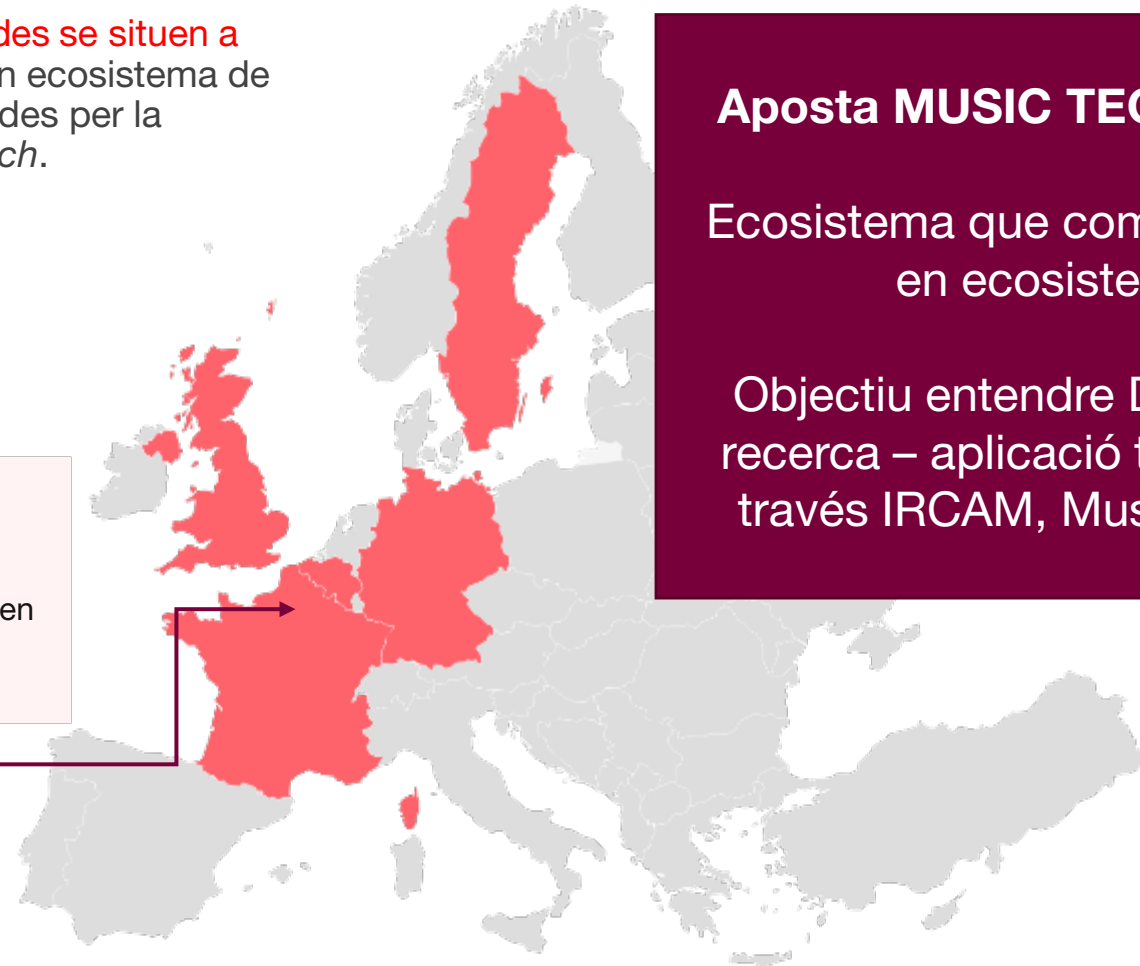 des se situen a
n ecosistema de
des per la
ch.
en
Aposta MUSIC TEC
Ecosistema que com
en ecosiste
Objectiu entendre D
recerca – aplicació t
través IRCAM, Mus